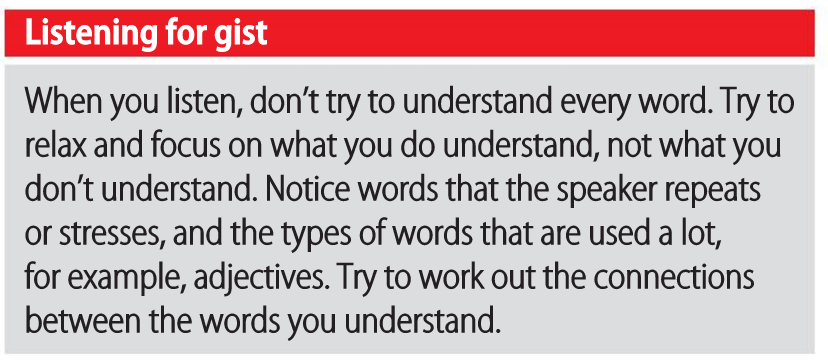 Listening for gist
When you listen, don’t try to understand every word. Try to
relax and focus on what you do understand, not what you
don’t understand. Notice words that the speaker repeats
or stresses, and the types of words that are used a lot,
for example, adjectives. Try to work out the connections
between the words you understand.